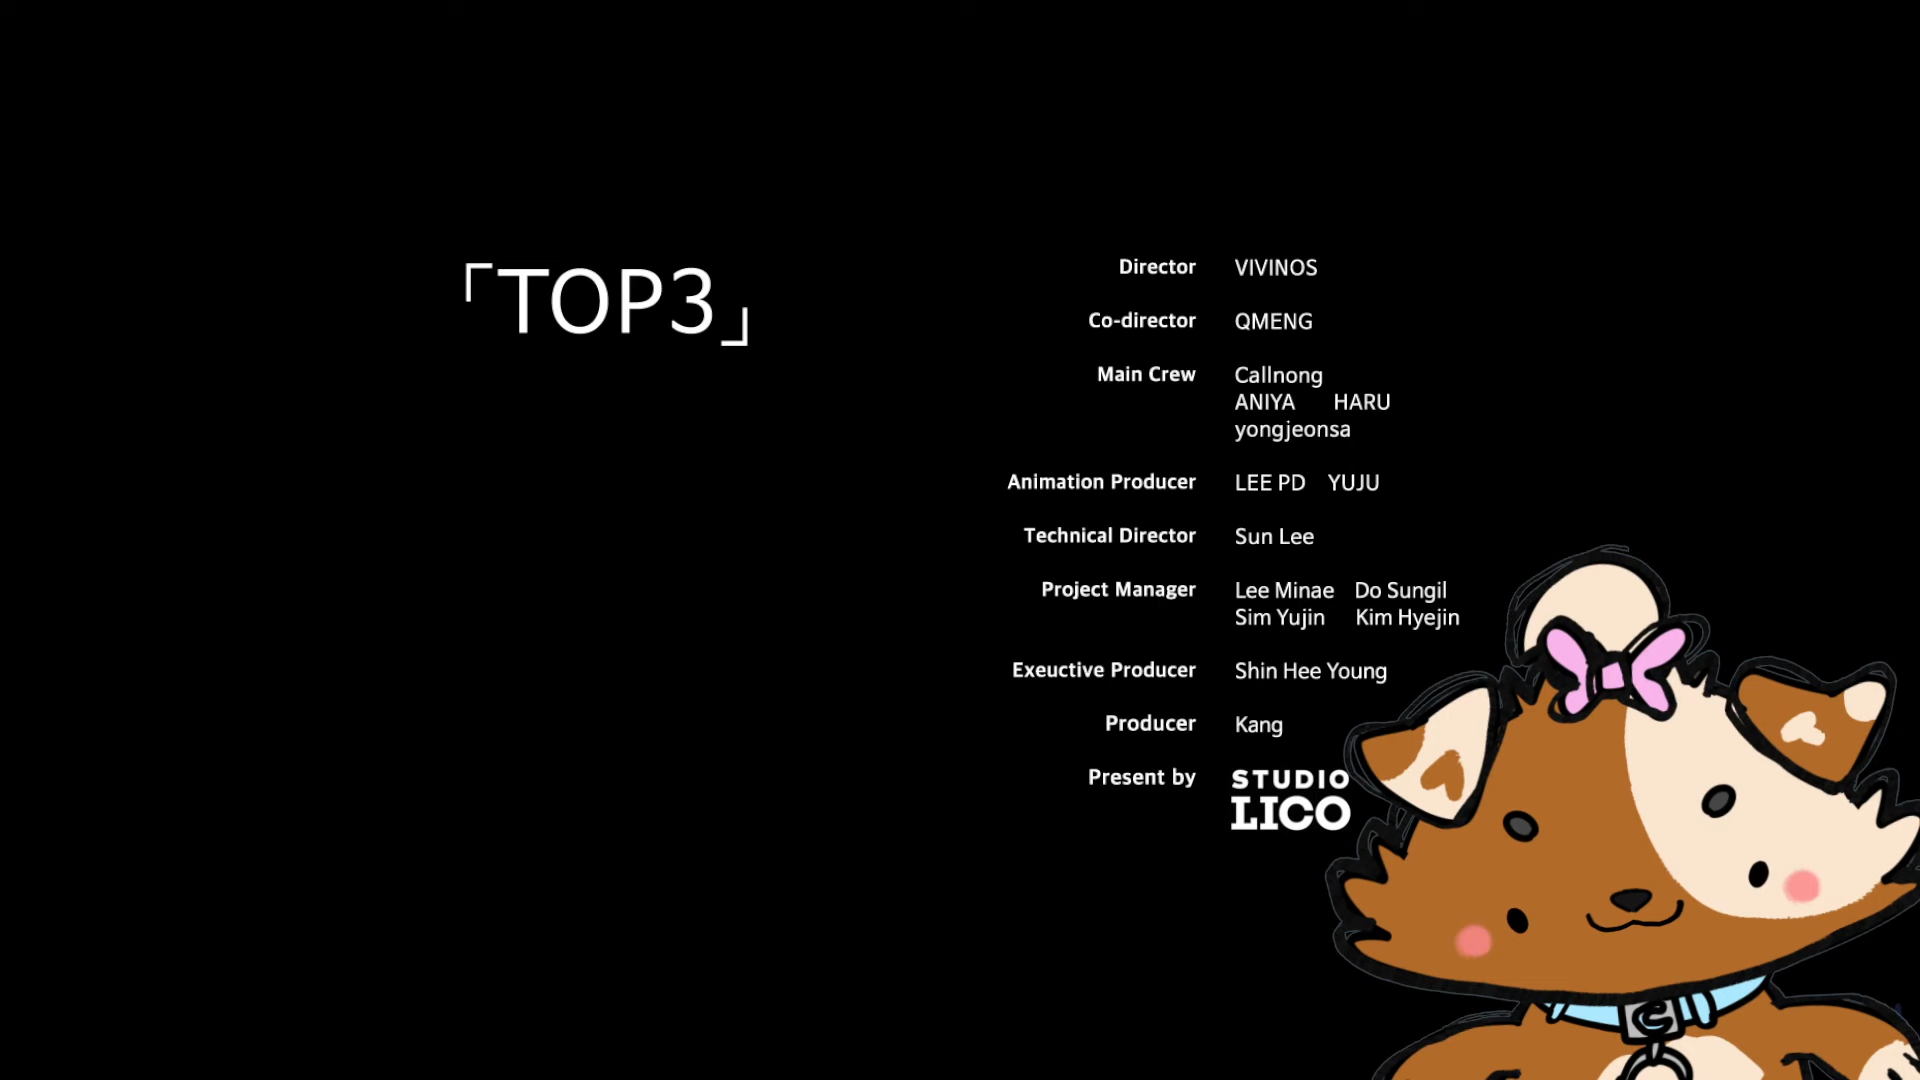 「TOP3」
Director VIVINOS
Co-director QMENG
Main Crew Callnong
ANIYA HARU
yongjeonsa
Animation Producer LEE PD YUJU
Technical Director Sun Lee
Project Manager Lee Minae Do Sungil
Sim Yujin Kim Hyejin
Exeuctive Producer Shin Hee Young
Producer Kang
Present by STUDIO
LICO
e